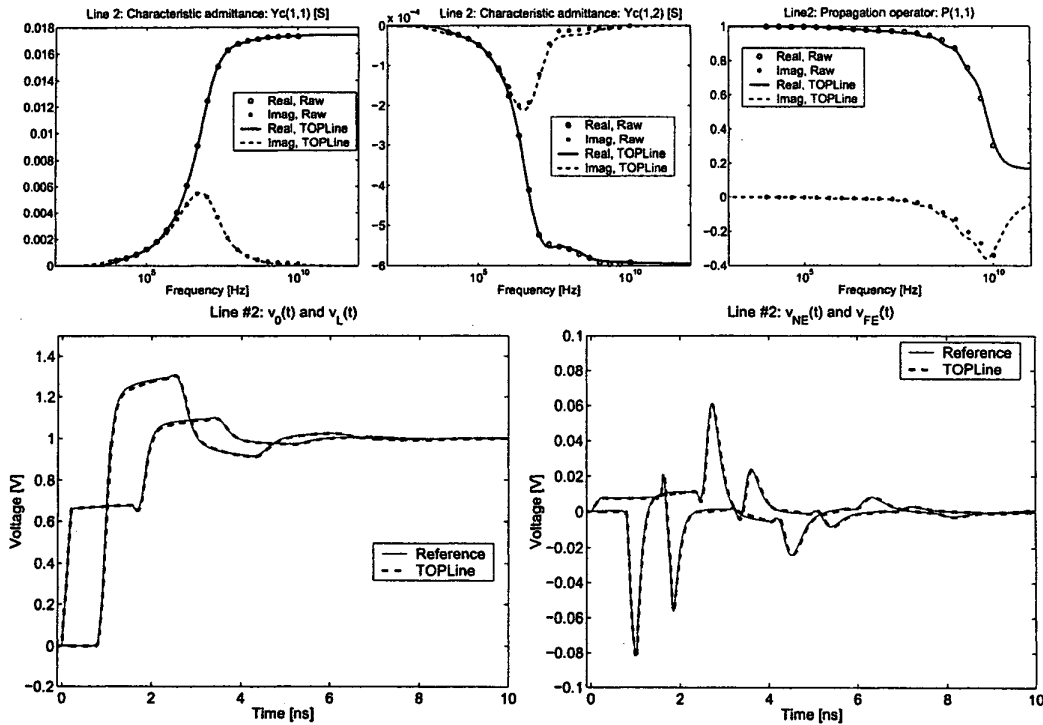 Line 2: Characteristic admittance: Yc(1,1) [S]
0.018
0.016
0.014
0.012
0.01
0.008
0.006
0.004
0.002
0
Real, Raw
Imag, Raw
Real, TOPLine
Imag, TOPLine
10^5
10^10
Frequency [Hz]
Line 2: Characteristic admittance: Yc(1,2) [S]
× 10^-4
0
−1
−2
−3
−4
−5
−6
Real, Raw
Imag, Raw
Real, TOPLine
Imag, TOPLine
10^5
10^10
Frequency [Hz]
Line2: Propagation operator: P(1,1)
1
0.8
0.6
0.4
0.2
0
−0.2
−0.4
Real, Raw
Imag, Raw
Real, TOPLine
Imag, TOPLine
10^5
10^10
Frequency [Hz]
Line #2: v_0(t) and v_L(t)
Voltage [V]
1.4
1.2
1
0.8
0.6
0.4
0.2
0
−0.2
Reference
TOPLine
0 2 4 6 8 10
Time [ns]
Line #2: v_NE(t) and v_FE(t)
Voltage [V]
0.1
0.08
0.06
0.04
0.02
0
−0.02
−0.04
−0.06
−0.08
−0.1
Reference
TOPLine
0 2 4 6 8 10
Time [ns]